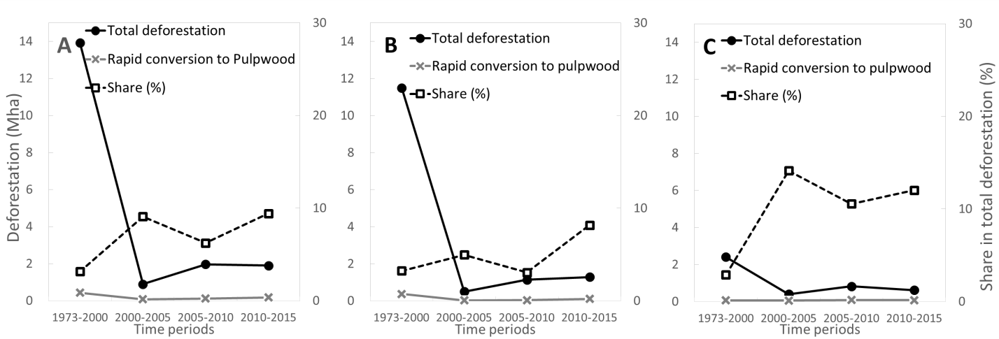 Deforestation (Mha)
14
12
10
8
6
4
2
0
A
Total deforestation
Rapid conversion to Pulpwood
Share (%)
30
20
10
0
1973-2000 2000-2005 2005-2010 2010-2015
Time periods
14
12
10
8
6
4
2
0
B
Total deforestation
Rapid conversion to pulpwood
Share (%)
30
20
10
0
1973-2000 2000-2005 2005-2010 2010-2015
Time periods
14
12
10
8
6
4
2
0
C
Total deforestation
Rapid conversion to pulpwood
Share (%)
30
20
10
0
1973-2000 2000-2005 2005-2010 2010-2015
Time periods
Share in total deforestation (%)